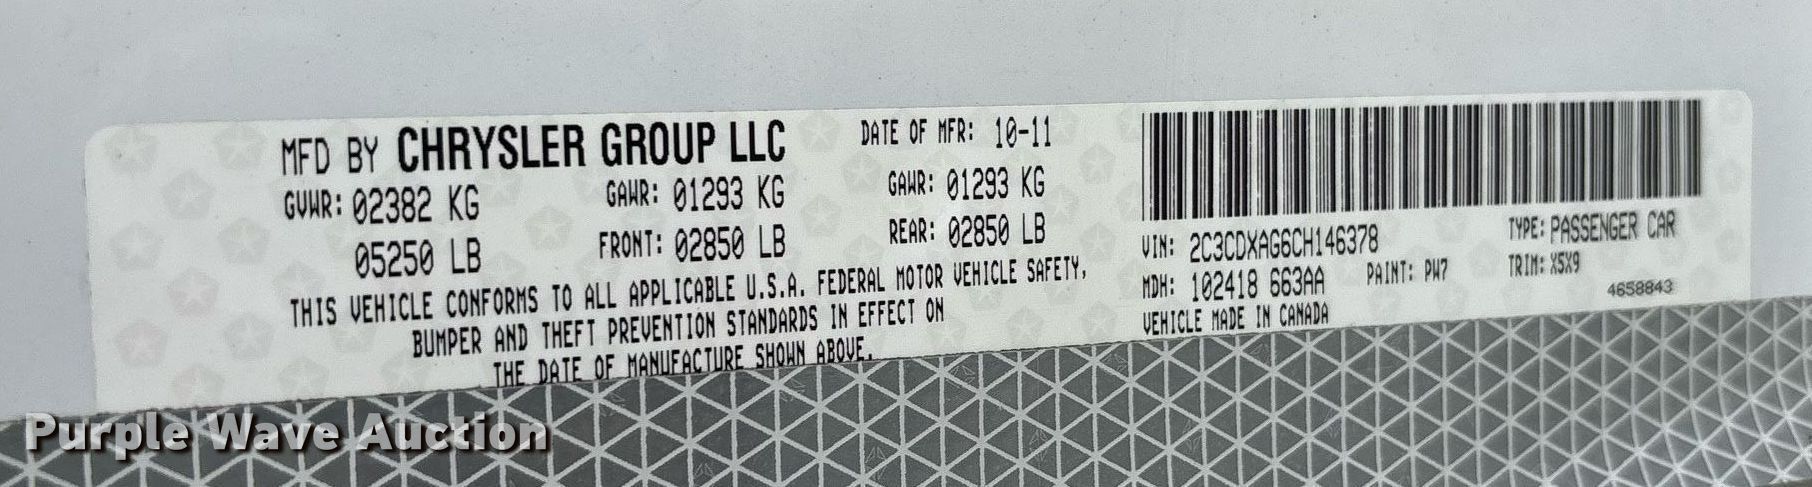 MFD BY CHRYSLER GROUP LLC
DATE OF MFR: 10-11
GVWR: 02382 KG
GAWR: 01293 KG
GAWR: 01293 KG
05250 LB
FRONT: 02850 LB
REAR: 02850 LB
THIS VEHICLE CONFORMS TO ALL APPLICABLE U.S.A. FEDERAL MOTOR VEHICLE SAFETY,
BUMPER AND THEFT PREVENTION STANDARDS IN EFFECT ON
THE DATE OF MANUFACTURE SHOWN ABOVE.
VIN: 2C3CDXAG6CH146378
TYPE: PASSENGER CAR
MDH: 102418 663AA
PAINT: PW7
TRIM: X5X9
VEHICLE MADE IN CANADA
4658843
Purple Wave Auction